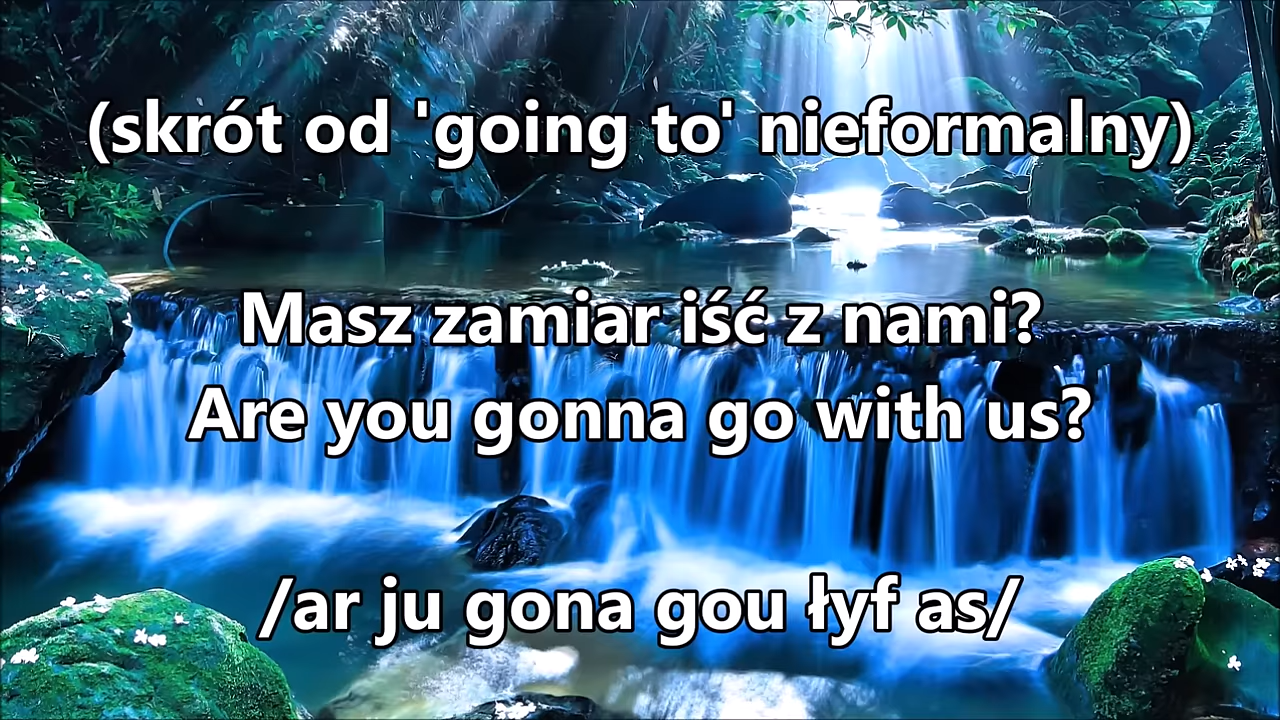 (skrót od 'going to' nieformalny)
Masz zamiar iść z nami?
Are you gonna go with us?
/ar ju gona gou łyf as/